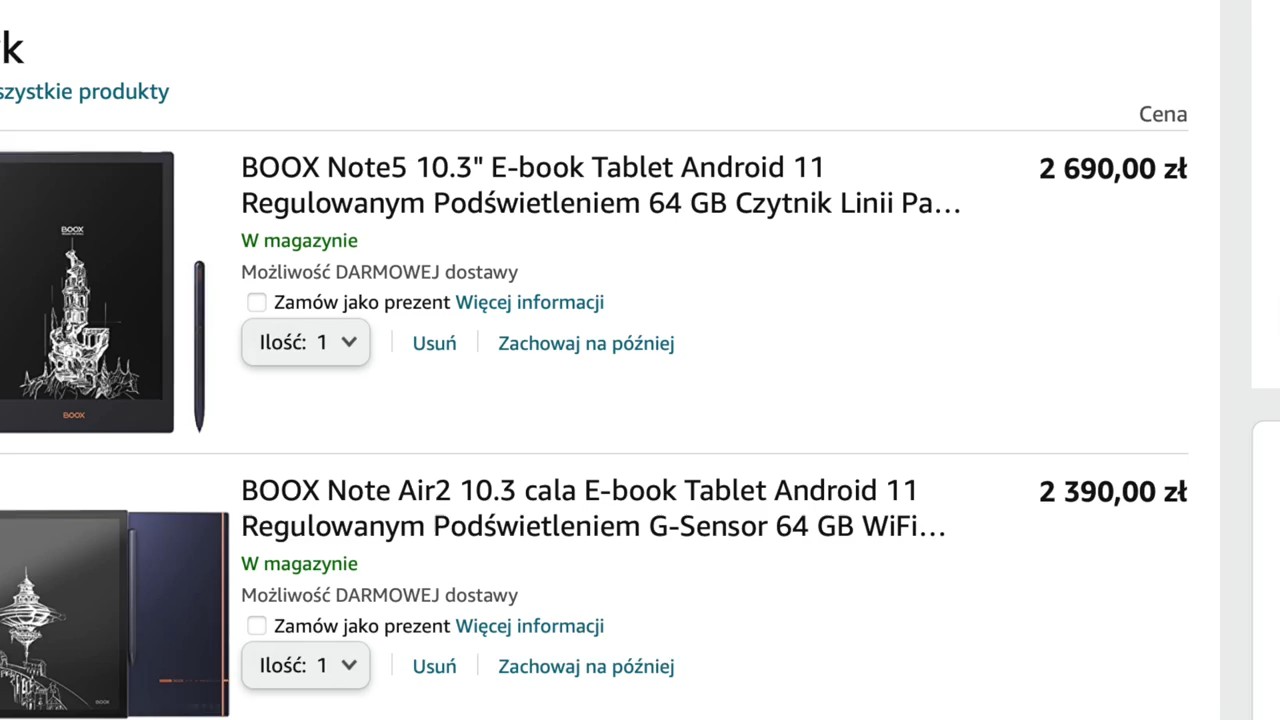 szystkie produkty
Cena
BOOX Note5 10.3" E-book Tablet Android 11
2 690,00 zł
Regulowanym Podświetleniem 64 GB Czytnik Linii Pa…
W magazynie
Możliwość DARMOWEJ dostawy
Zamów jako prezent Więcej informacji
Ilość: 1
Usuń
Zachowaj na później
BOOX
BOOX
BOOX Note Air2 10.3 cala E-book Tablet Android 11
2 390,00 zł
Regulowanym Podświetleniem G-Sensor 64 GB WiFi…
W magazynie
Możliwość DARMOWEJ dostawy
Zamów jako prezent Więcej informacji
Ilość: 1
Usuń
Zachowaj na później
BOOX